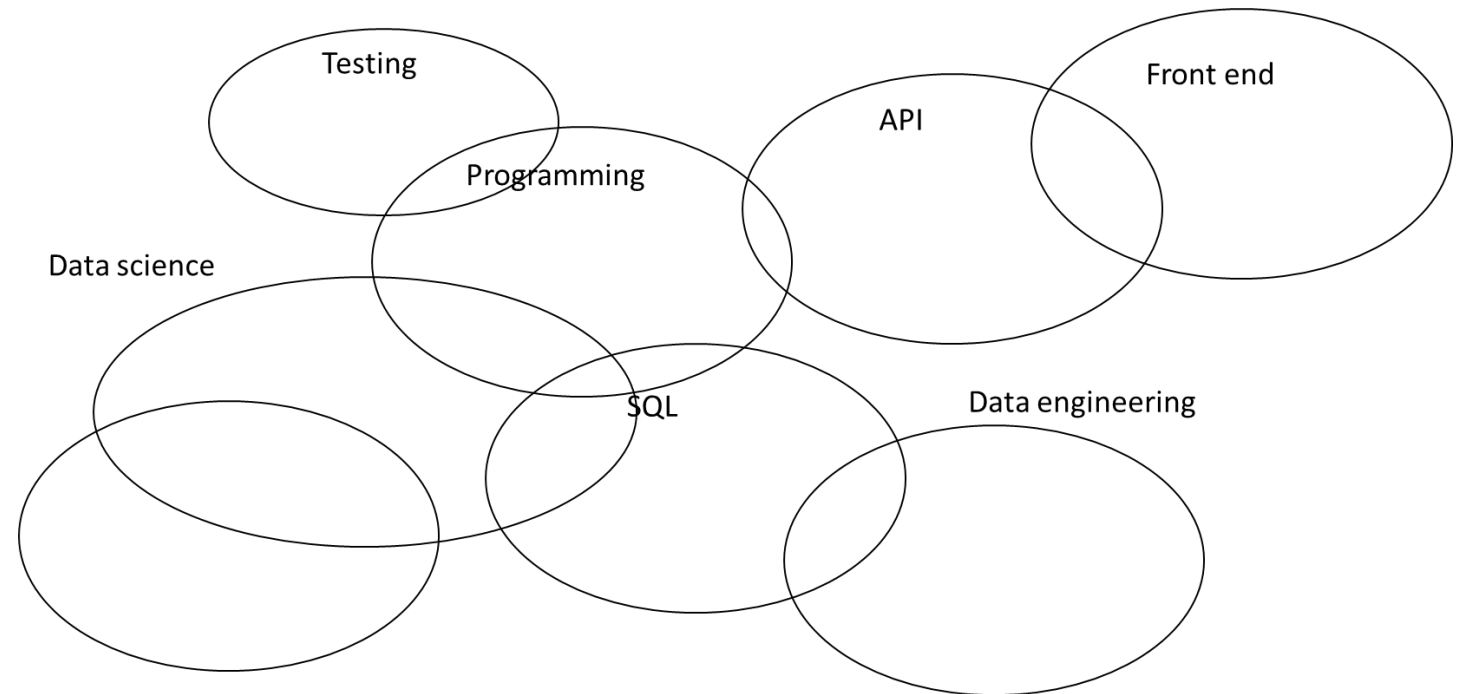 Testing
Front end
API
Programming
Data science
SQL
Data engineering